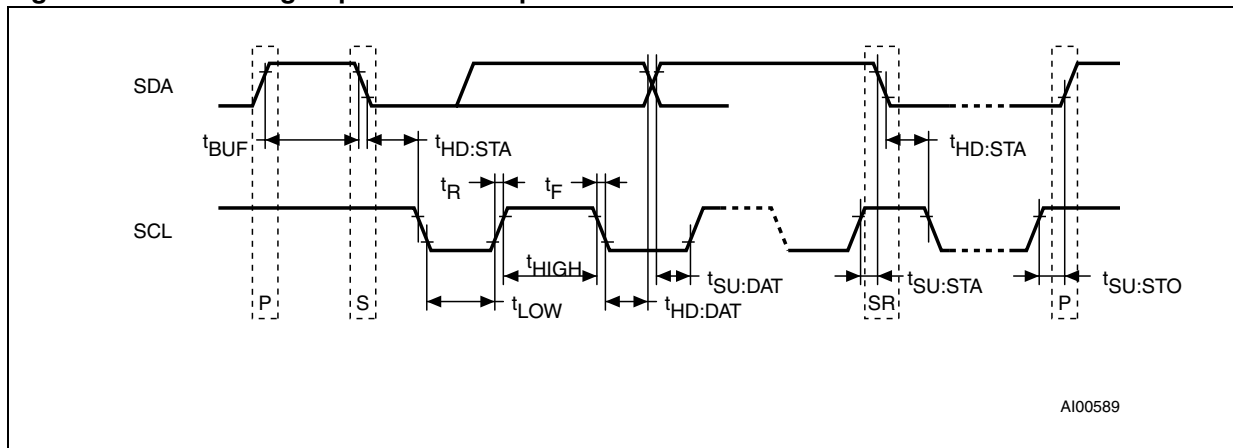 SDA
tBUF
tHD:STA
tHD:STA
tR
tF
SCL
tHIGH
tSU:DAT
tSU:STA
tSU:STO
P
S
tLOW
tHD:DAT
SR
P
AI00589